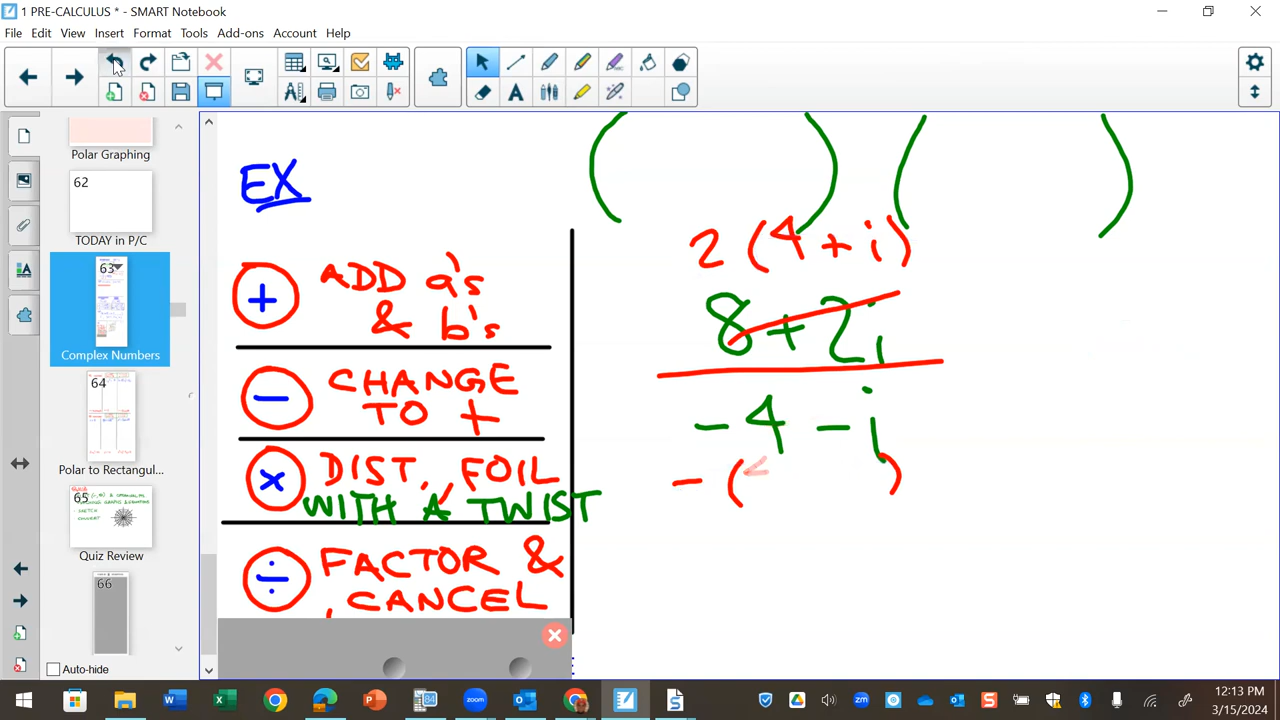 1 PRE-CALCULUS * - SMART Notebook
File Edit View Insert Format Tools Add-ons Account Help
Polar Graphing
62
TODAY in P/C
63
Complex Numbers
64
Polar to Rectangul...
65
Quiz Review
66
Auto-hide
EX
+ ADD a's
& b's
- CHANGE
TO +
× DIST, FOIL
WITH A TWIST
÷ FACTOR &
CANCEL
( ) ( )
2 (4 + i)
8 + 2i
- 4 - i
- ( )
12:13 PM
3/15/2024